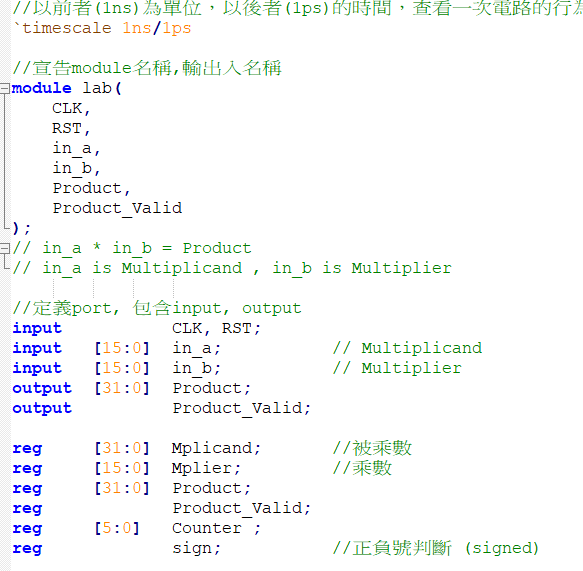 //以前者(1ns)為單位，以後者(1ps)的時間，查看一次電路的行為
`timescale 1ns/1ps
//宣告module名稱,輸出入名稱
module lab(
CLK,
RST,
in_a,
in_b,
Product,
Product_Valid
);
// in_a * in_b = Product
// in_a is Multiplicand , in_b is Multiplier
//定義port, 包含input, output
input CLK, RST;
input [15:0] in_a; // Multiplicand
input [15:0] in_b; // Multiplier
output [31:0] Product;
output Product_Valid;
reg [31:0] Mplicand; //被乘數
reg [15:0] Mplier; //乘數
reg [31:0] Product;
reg Product_Valid;
reg [5:0] Counter ;
reg sign; //正負號判斷 (signed)